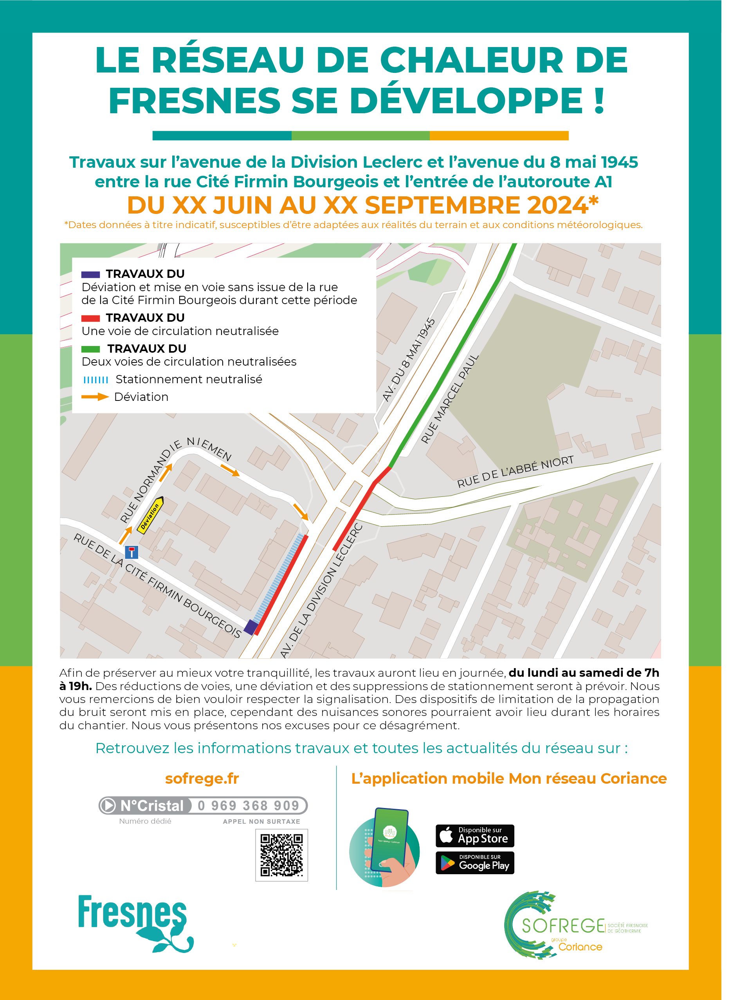 LE RÉSEAU DE CHALEUR DE
FRESNES SE DÉVELOPPE !
Travaux sur l'avenue de la Division Leclerc et l'avenue du 8 mai 1945
entre la rue Cité Firmin Bourgeois et l'entrée de l'autoroute A1
DU XX JUIN AU XX SEPTEMBRE 2024*
*Dates données à titre indicatif, susceptibles d'être adaptées aux réalités du terrain et aux conditions météorologiques.
TRAVAUX DU
Déviation et mise en voie sans issue de la rue
de la Cité Firmin Bourgeois durant cette période
TRAVAUX DU
Une voie de circulation neutralisée
TRAVAUX DU
Deux voies de circulation neutralisées
Stationnement neutralisé
Déviation
AV. DU 8 MAI 1945
RUE MARCEL PAUL
RUE NORMANDIE NIEMEN
RUE DE L'ABBÉ NIORT
Déviation
RUE DE LA CITÉ FIRMIN BOURGEOIS
AV. DE LA DIVISION LECLERC
Afin de préserver au mieux votre tranquillité, les travaux auront lieu en journée, du lundi au samedi de 7h
à 19h. Des réductions de voies, une déviation et des suppressions de stationnement seront à prévoir. Nous
vous remercions de bien vouloir respecter la signalisation. Des dispositifs de limitation de la propagation
du bruit seront mis en place, cependant des nuisances sonores pourraient avoir lieu durant les horaires
du chantier. Nous vous présentons nos excuses pour ce désagrément.
Retrouvez les informations travaux et toutes les actualités du réseau sur :
sofrege.fr
N°Cristal 0 969 368 909
Numéro dédié APPEL NON SURTAXE
L'application mobile Mon réseau Coriance
Mon Réseau Coriance
Disponible sur
App Store
DISPONIBLE SUR
Google Play
Fresnes
SOFREGE
SOCIÉTÉ FRESNOISE
DE GÉOTHERMIE
groupe
Coriance